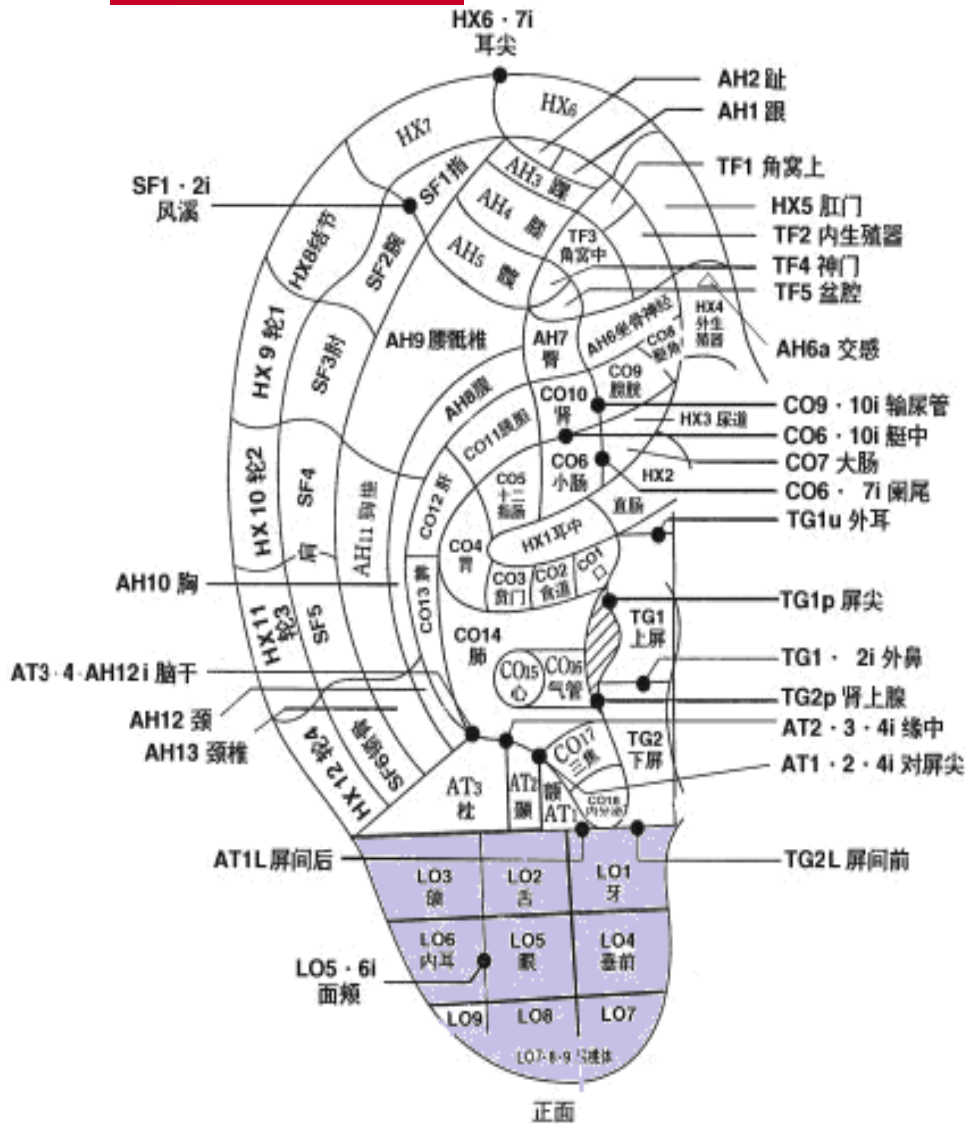 HX6·7i
耳尖
HX6
HX7
AH2 趾
AH1 跟
TF1 角窝上
HX5 肛门
TF2 内生殖器
TF4 神门
TF5 盆腔
AH6a 交感
CO9·10i 输尿管
CO6·10i 艇中
CO7 大肠
CO6·7i 阑尾
TG1u 外耳
TG1p 屏尖
TG1·2i 外鼻
TG2p 肾上腺
AT2·3·4i 缘中
AT1·2·4i 对屏尖
TG2L 屏间前
SF1·2i
风溪
AH10 胸
AT3·4·AH12i 脑干
AH12 颈
AH13 颈椎
AT1L 屏间后
LO5·6i
面颊
HX8结节
HX 9 轮1
HX 10 轮2
HX11
轮3
HX 12 轮4
SF1指
SF2腕
SF3肘
SF4
肩
SF5
SF6锁骨
AH3 踝
AH4 膝
AH5 髋
TF3
角窝中
AH9 腰骶椎
AH7
臀
AH6坐骨神经
AH8腹
AH11 胸椎
HX4
外生
殖器
CO8
艇角
CO9
膀胱
CO10
肾
CO11胰胆
CO12 肝
HX3 尿道
HX2
直肠
CO6
小肠
CO5
十二
指肠
CO4
胃
HX1耳中
CO3
贲门
CO2
食道
CO1
口
CO13 脾
CO14
肺
CO15
心
CO16
气管
TG1
上屏
TG2
下屏
CO17
三焦
CO18
内分泌
AT3
枕
AT2
颞
额
AT1
LO3
颌
LO2
舌
LO1
牙
LO6
内耳
LO5
眼
LO4
垂前
LO9
LO8
LO7
LO7·8·9 扁桃体
正面